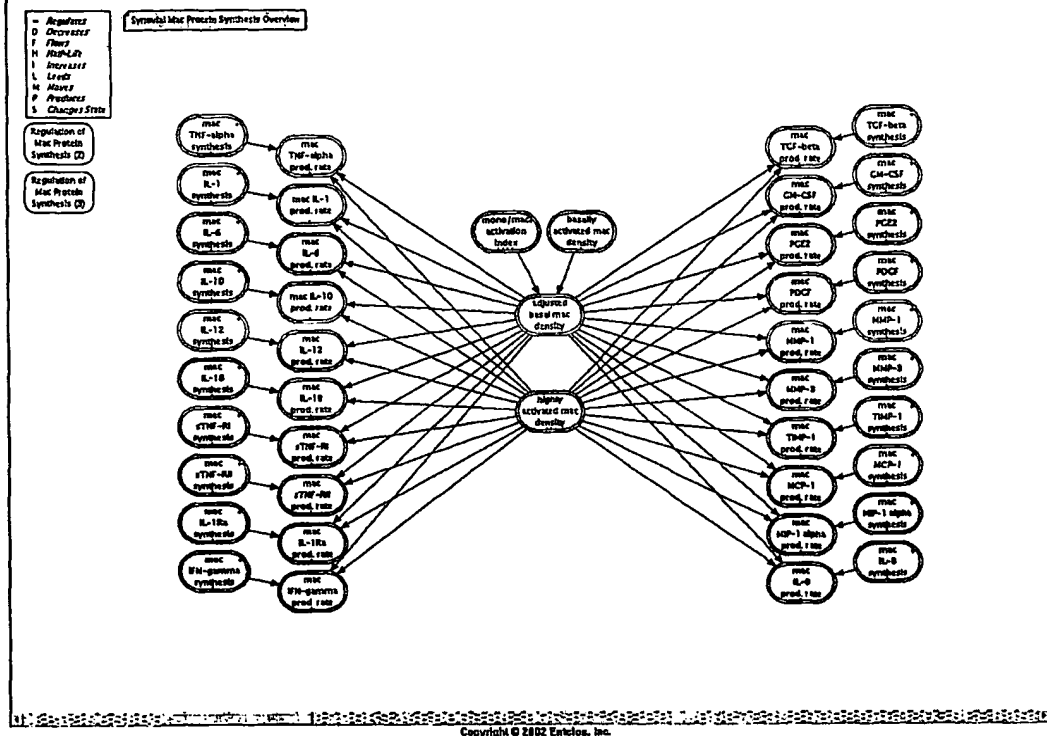 – Regulates
D Decreases
F Flows
H Half-Life
I Increases
L Leads
M Moves
P Produces
S Changes State
Synovial Mac Protein Synthesis Overview
Regulation of
Mac Protein
Synthesis (2)
Regulation of
Mac Protein
Synthesis (3)
mac
TNF-alpha
synthesis
mac
TNF-alpha
prod. rate
mac
IL-1
synthesis
mac IL-1
prod. rate
mac
IL-6
synthesis
mac
IL-6
prod. rate
mac
IL-10
synthesis
mac IL-10
prod. rate
mac
IL-12
synthesis
mac
IL-12
prod. rate
mac
IL-18
synthesis
mac
IL-18
prod. rate
mac
sTNF-RI
synthesis
mac
sTNF-RI
prod. rate
mac
sTNF-RII
synthesis
mac
sTNF-RII
prod. rate
mac
IL-1Ra
synthesis
mac
IL-1Ra
prod. rate
mac
IFN-gamma
synthesis
mac
IFN-gamma
prod. rate
mono/mac
activation
index
basally
activated mac
density
adjusted
basal mac
density
highly
activated mac
density
mac
TGF-beta
prod. rate
mac
TGF-beta
synthesis
mac
GM-CSF
prod. rate
mac
GM-CSF
synthesis
mac
PGE2
prod. rate
mac
PGE2
synthesis
mac
PDGF
prod. rate
mac
PDGF
synthesis
mac
MMP-1
prod. rate
mac
MMP-1
synthesis
mac
MMP-3
prod. rate
mac
MMP-3
synthesis
mac
TIMP-1
prod. rate
mac
TIMP-1
synthesis
mac
MCP-1
prod. rate
mac
MCP-1
synthesis
mac
MIP-1 alpha
prod. rate
mac
MIP-1 alpha
synthesis
mac
IL-8
prod. rate
mac
IL-8
synthesis
Copyright © 2002 Entelos, Inc.